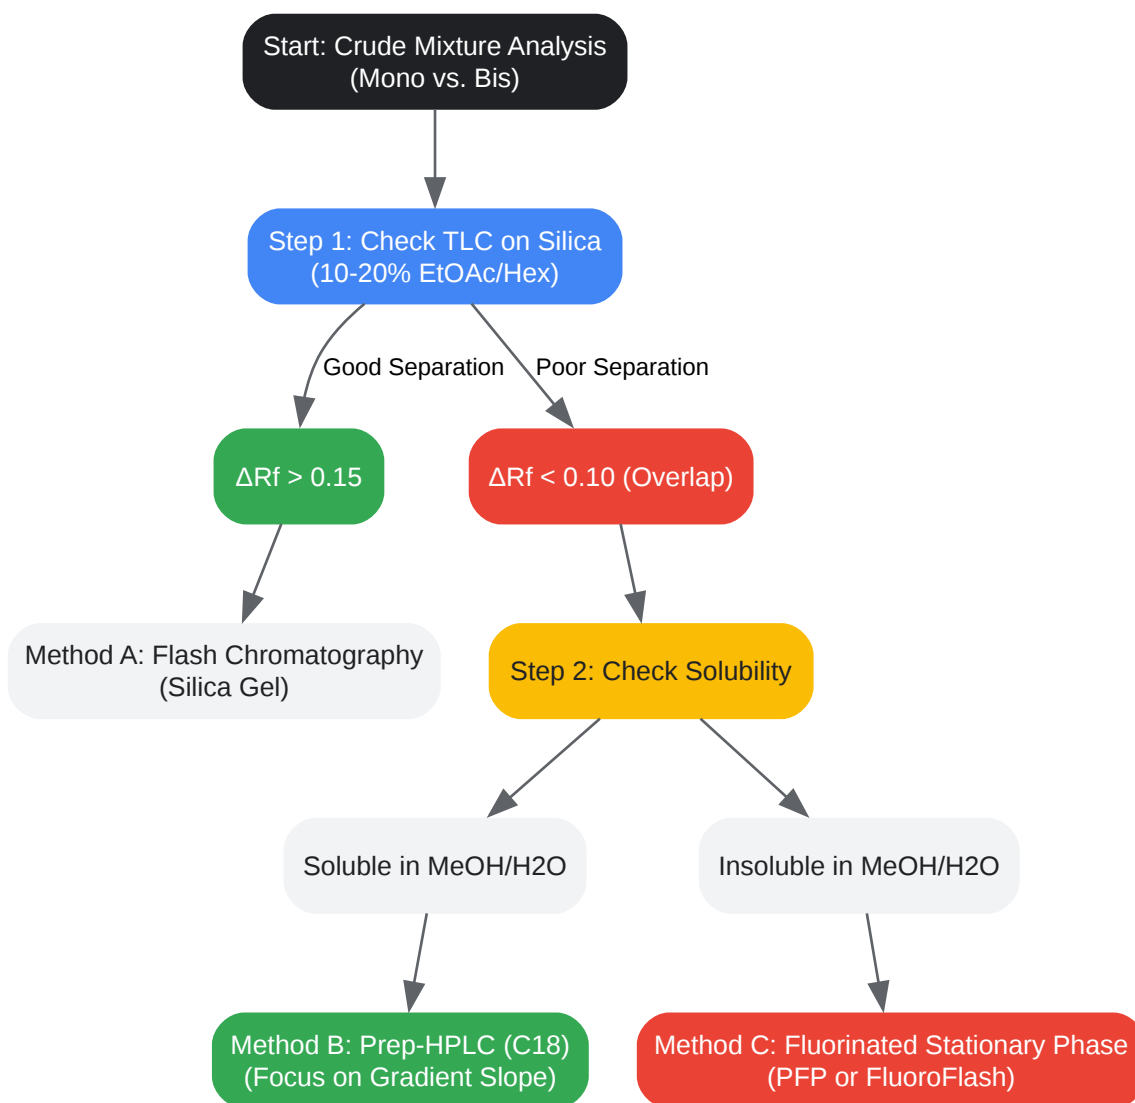 Start: Crude Mixture Analysis
(Mono vs. Bis)
Step 1: Check TLC on Silica
(10-20% EtOAc/Hex)
Good Separation
Poor Separation
ΔRf > 0.15
ΔRf < 0.10 (Overlap)
Method A: Flash Chromatography
(Silica Gel)
Step 2: Check Solubility
Soluble in MeOH/H2O
Insoluble in MeOH/H2O
Method B: Prep-HPLC (C18)
(Focus on Gradient Slope)
Method C: Fluorinated Stationary Phase
(PFP or FluoroFlash)